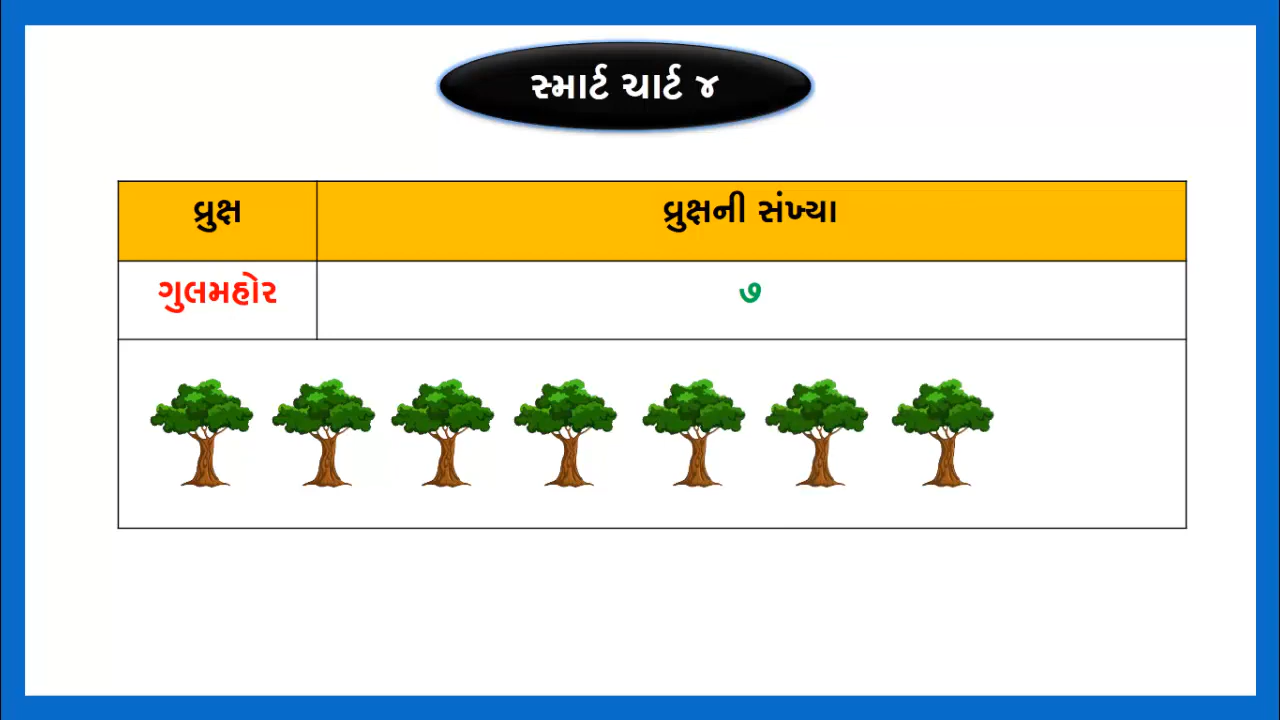 સ્માર્ટ ચાર્ટ ૪
વ્રુક્ષ
વ્રુક્ષની સંખ્યા
ગુલમહોર
૭